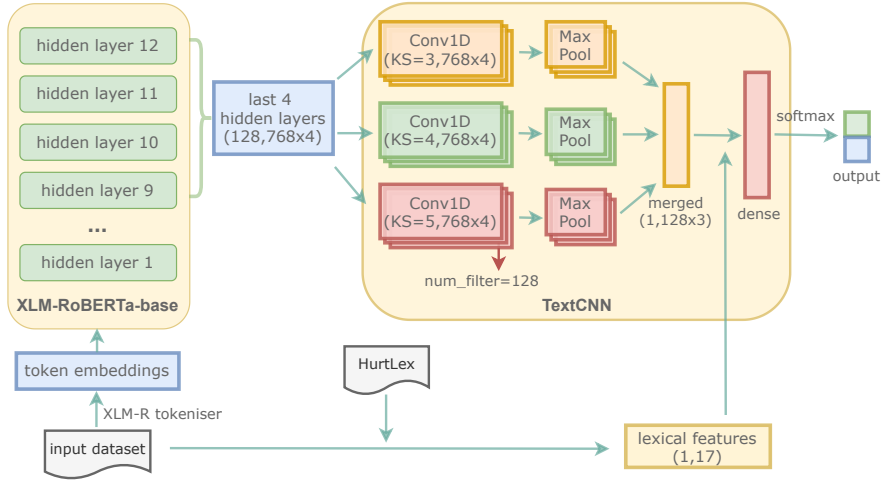 hidden layer 12
hidden layer 11
hidden layer 10
hidden layer 9
...
hidden layer 1
XLM-RoBERTa-base
token embeddings
XLM-R tokeniser
input dataset
last 4
hidden layers
(128,768x4)
Conv1D
(KS=3,768x4)
Max
Pool
Conv1D
(KS=4,768x4)
Max
Pool
Conv1D
(KS=5,768x4)
Max
Pool
num_filter=128
merged
(1,128x3)
dense
TextCNN
softmax
output
HurtLex
lexical features
(1,17)